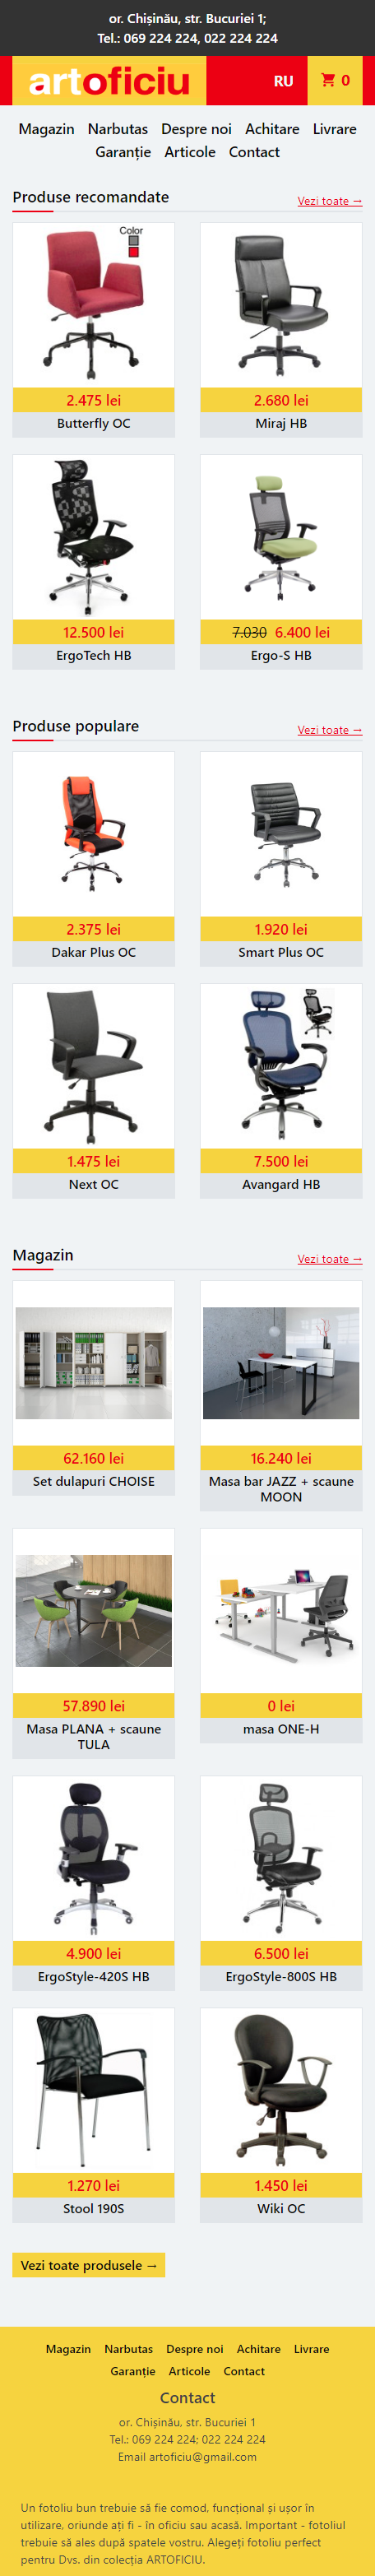 or. Chișinău, str. Bucuriei 1;
Tel.: 069 224 224, 022 224 224
artoficiu
RU
0
Magazin Narbutas Despre noi Achitare Livrare
Garanție Articole Contact
Produse recomandate
Vezi toate →
Color
2.475 lei
Butterfly OC
2.680 lei
Miraj HB
12.500 lei
ErgoTech HB
7.030 6.400 lei
Ergo-S HB
Produse populare
Vezi toate →
2.375 lei
Dakar Plus OC
1.920 lei
Smart Plus OC
1.475 lei
Next OC
7.500 lei
Avangard HB
Magazin
Vezi toate →
62.160 lei
Set dulapuri CHOISE
16.240 lei
Masa bar JAZZ + scaune
MOON
57.890 lei
Masa PLANA + scaune
TULA
0 lei
masa ONE-H
4.900 lei
ErgoStyle-420S HB
6.500 lei
ErgoStyle-800S HB
1.270 lei
Stool 190S
1.450 lei
Wiki OC
Vezi toate produsele →
Magazin Narbutas Despre noi Achitare Livrare
Garanție Articole Contact
Contact
or. Chișinău, str. Bucuriei 1
Tel.: 069 224 224; 022 224 224
Email artoficiu@gmail.com
Un fotoliu bun trebuie să fie comod, funcțional și ușor în
utilizare, oriunde ați fi - în oficiu sau acasă. Important - fotoliul
trebuie să ales după spatele vostru. Alegeți fotoliu perfect
pentru Dvs. din colecția ARTOFICIU.